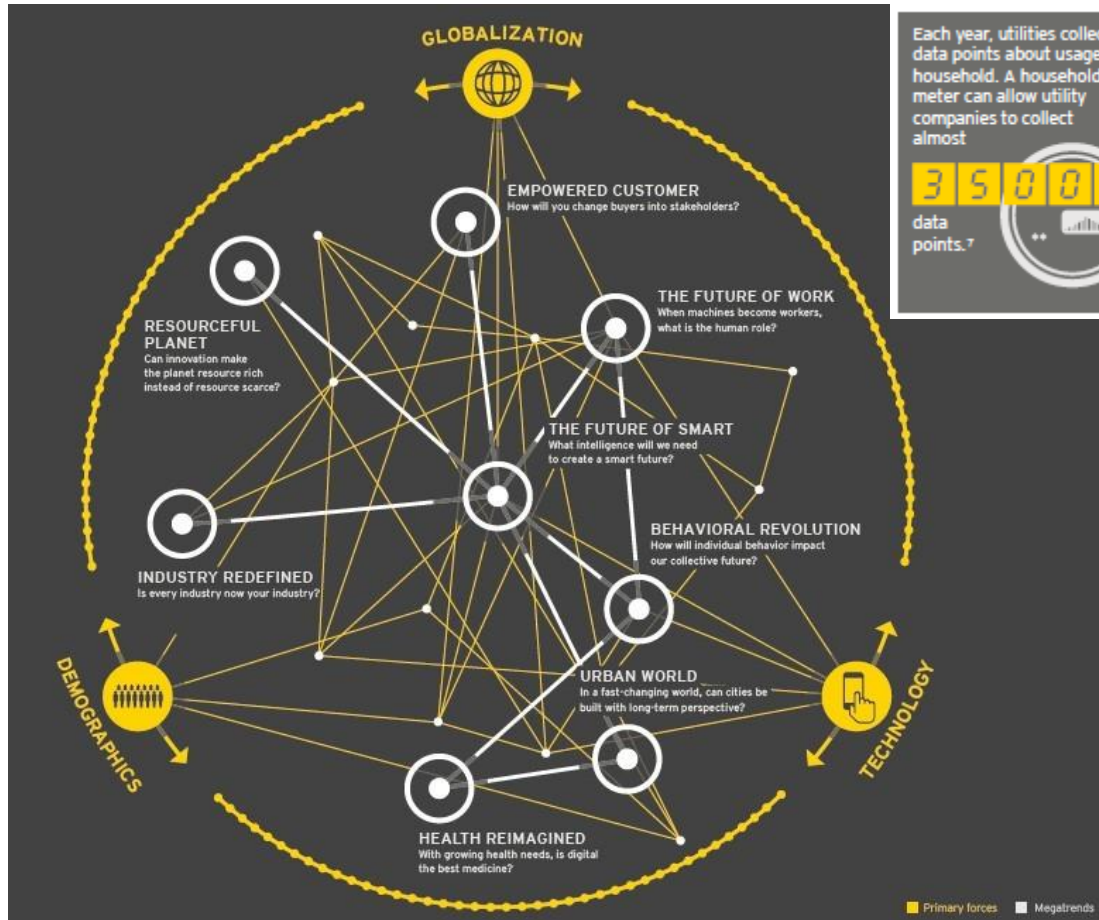 GLOBALIZATION
EMPOWERED CUSTOMER
How will you change buyers into stakeholders?
THE FUTURE OF WORK
When machines become workers,
what is the human role?
RESOURCEFUL
PLANET
Can innovation make
the planet resource rich
instead of resource scarce?
THE FUTURE OF SMART
What intelligence will we need
to create a smart future?
BEHAVIORAL REVOLUTION
How will individual behavior impact
our collective future?
INDUSTRY REDEFINED
Is every industry now your industry?
DEMOGRAPHICS
URBAN WORLD
In a fast-changing world, can cities be
built with long-term perspective?
TECHNOLOGY
HEALTH REIMAGINED
With growing health needs, is digital
the best medicine?
Primary forces
Megatrends
Each year, utilities
data points about usage
household. A household
meter can allow utility
companies to collect
almost
3500
data
points.⁷